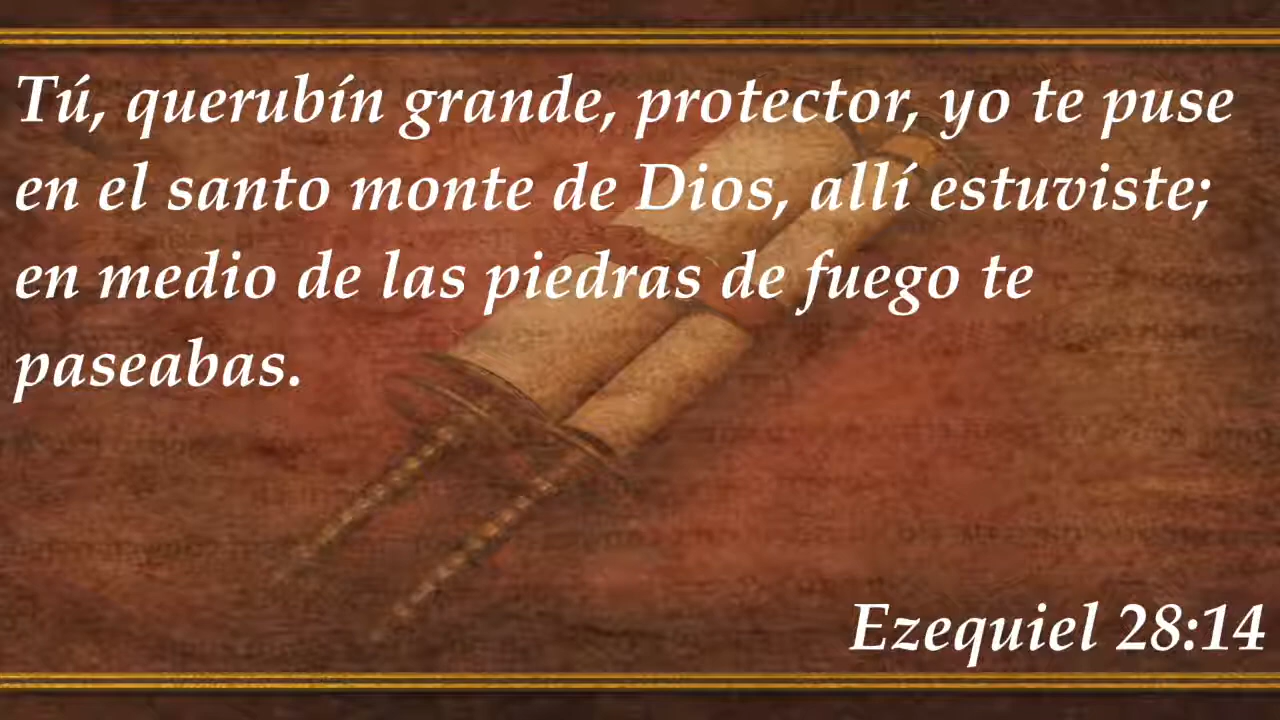 Tú, querubín grande, protector, yo te puse
en el santo monte de Dios, allí estuviste;
en medio de las piedras de fuego te
paseabas.
Ezequiel 28:14